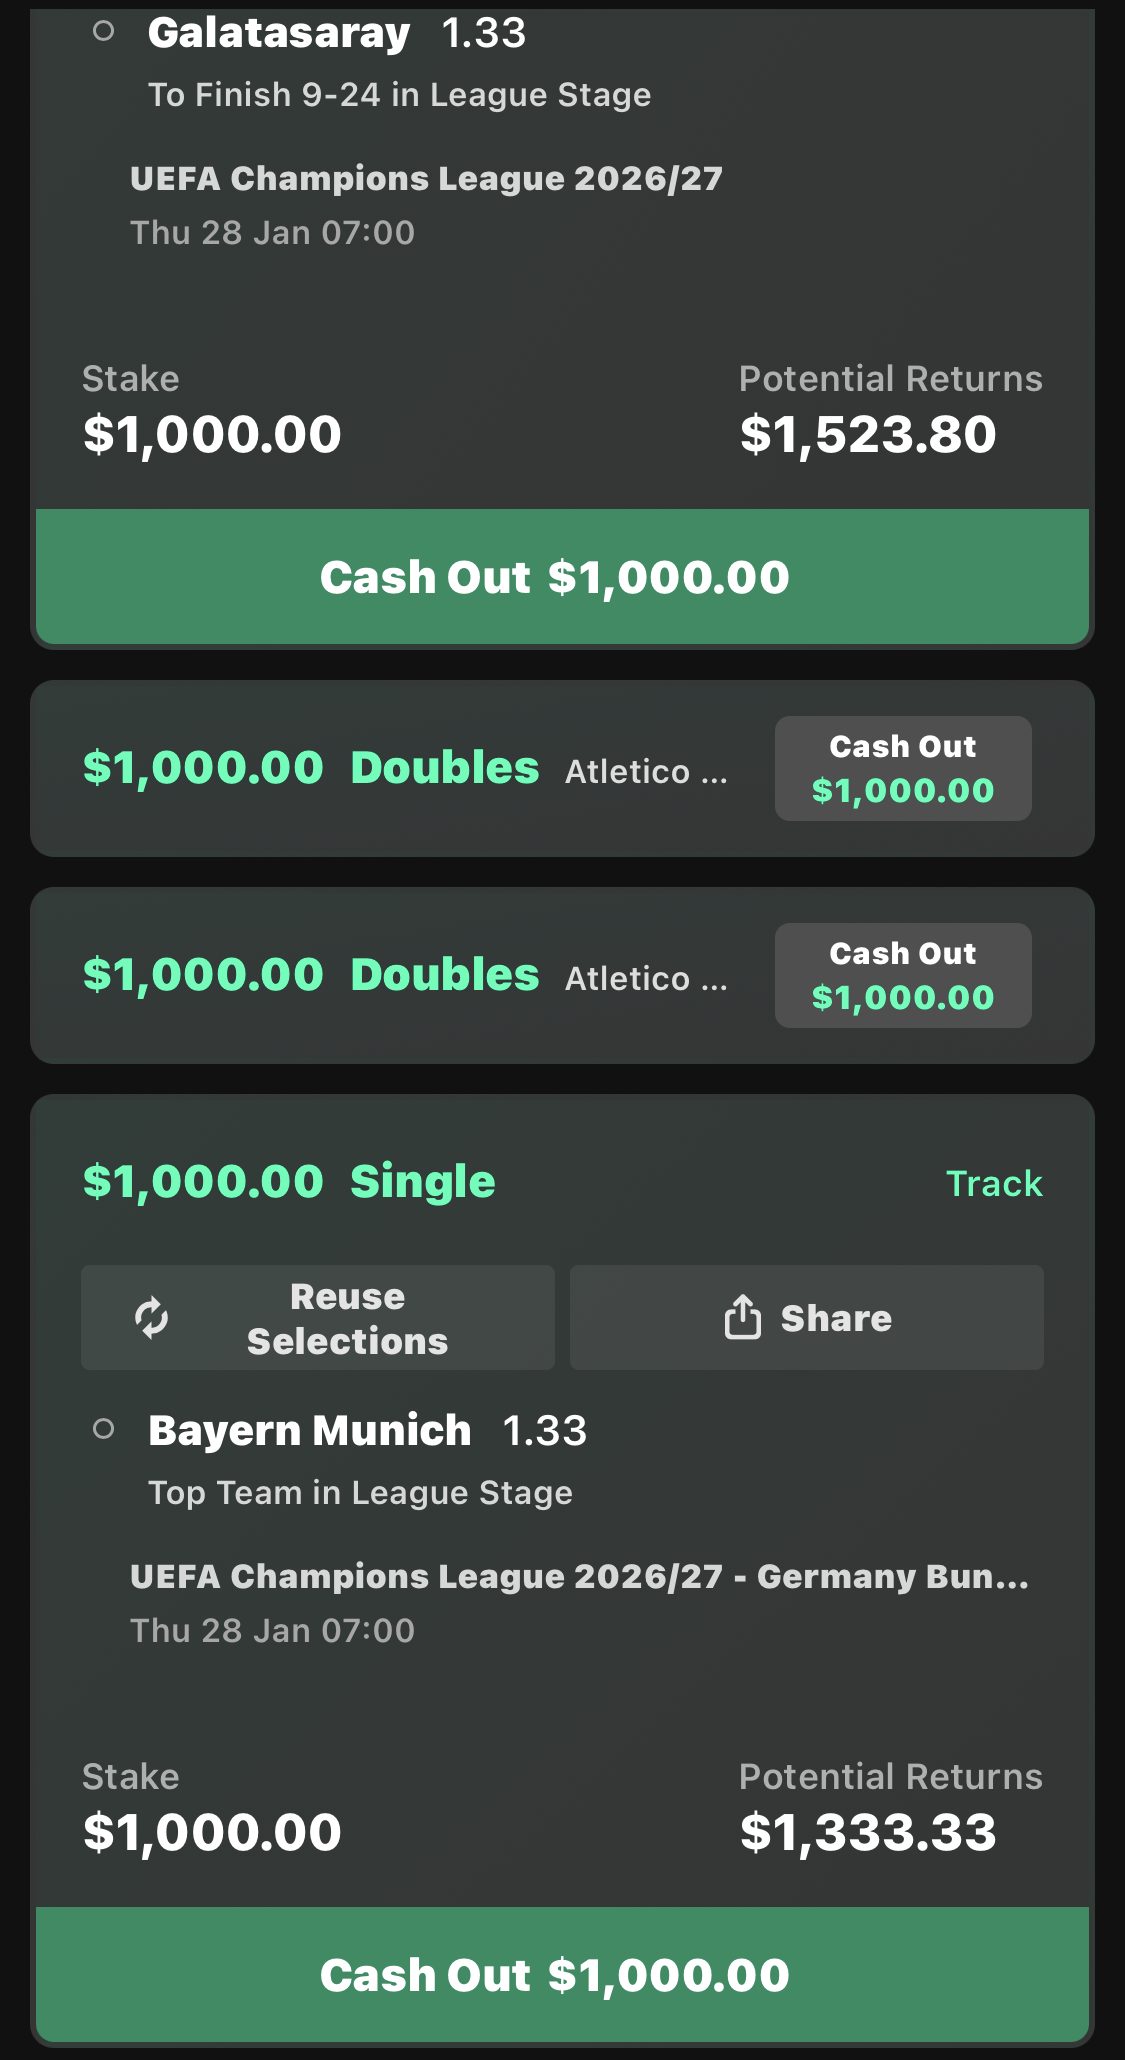 Galatasaray 1.33
To Finish 9-24 in League Stage
UEFA Champions League 2026/27
Thu 28 Jan 07:00
Stake Potential Returns
$1,000.00 $1,523.80
Cash Out $1,000.00
$1,000.00 Doubles Atletico ... Cash Out
$1,000.00
$1,000.00 Doubles Atletico ... Cash Out
$1,000.00
$1,000.00 Single Track
Reuse
Selections
Share
Bayern Munich 1.33
Top Team in League Stage
UEFA Champions League 2026/27 - Germany Bun...
Thu 28 Jan 07:00
Stake Potential Returns
$1,000.00 $1,333.33
Cash Out $1,000.00